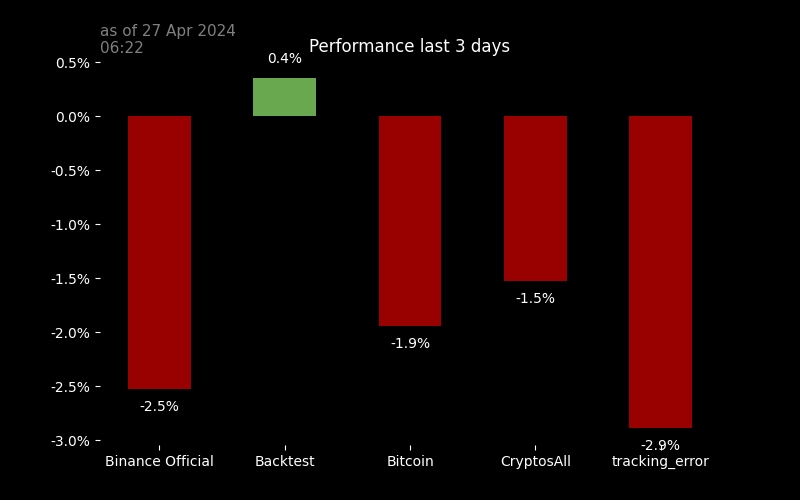 as of 27 Apr 2024
06:22
Performance last 3 days
0.5%
0.0%
-0.5%
-1.0%
-1.5%
-2.0%
-2.5%
-3.0%
-2.5%
0.4%
-1.9%
-1.5%
-2.9%
Binance Official
Backtest
Bitcoin
CryptosAll
tracking_error